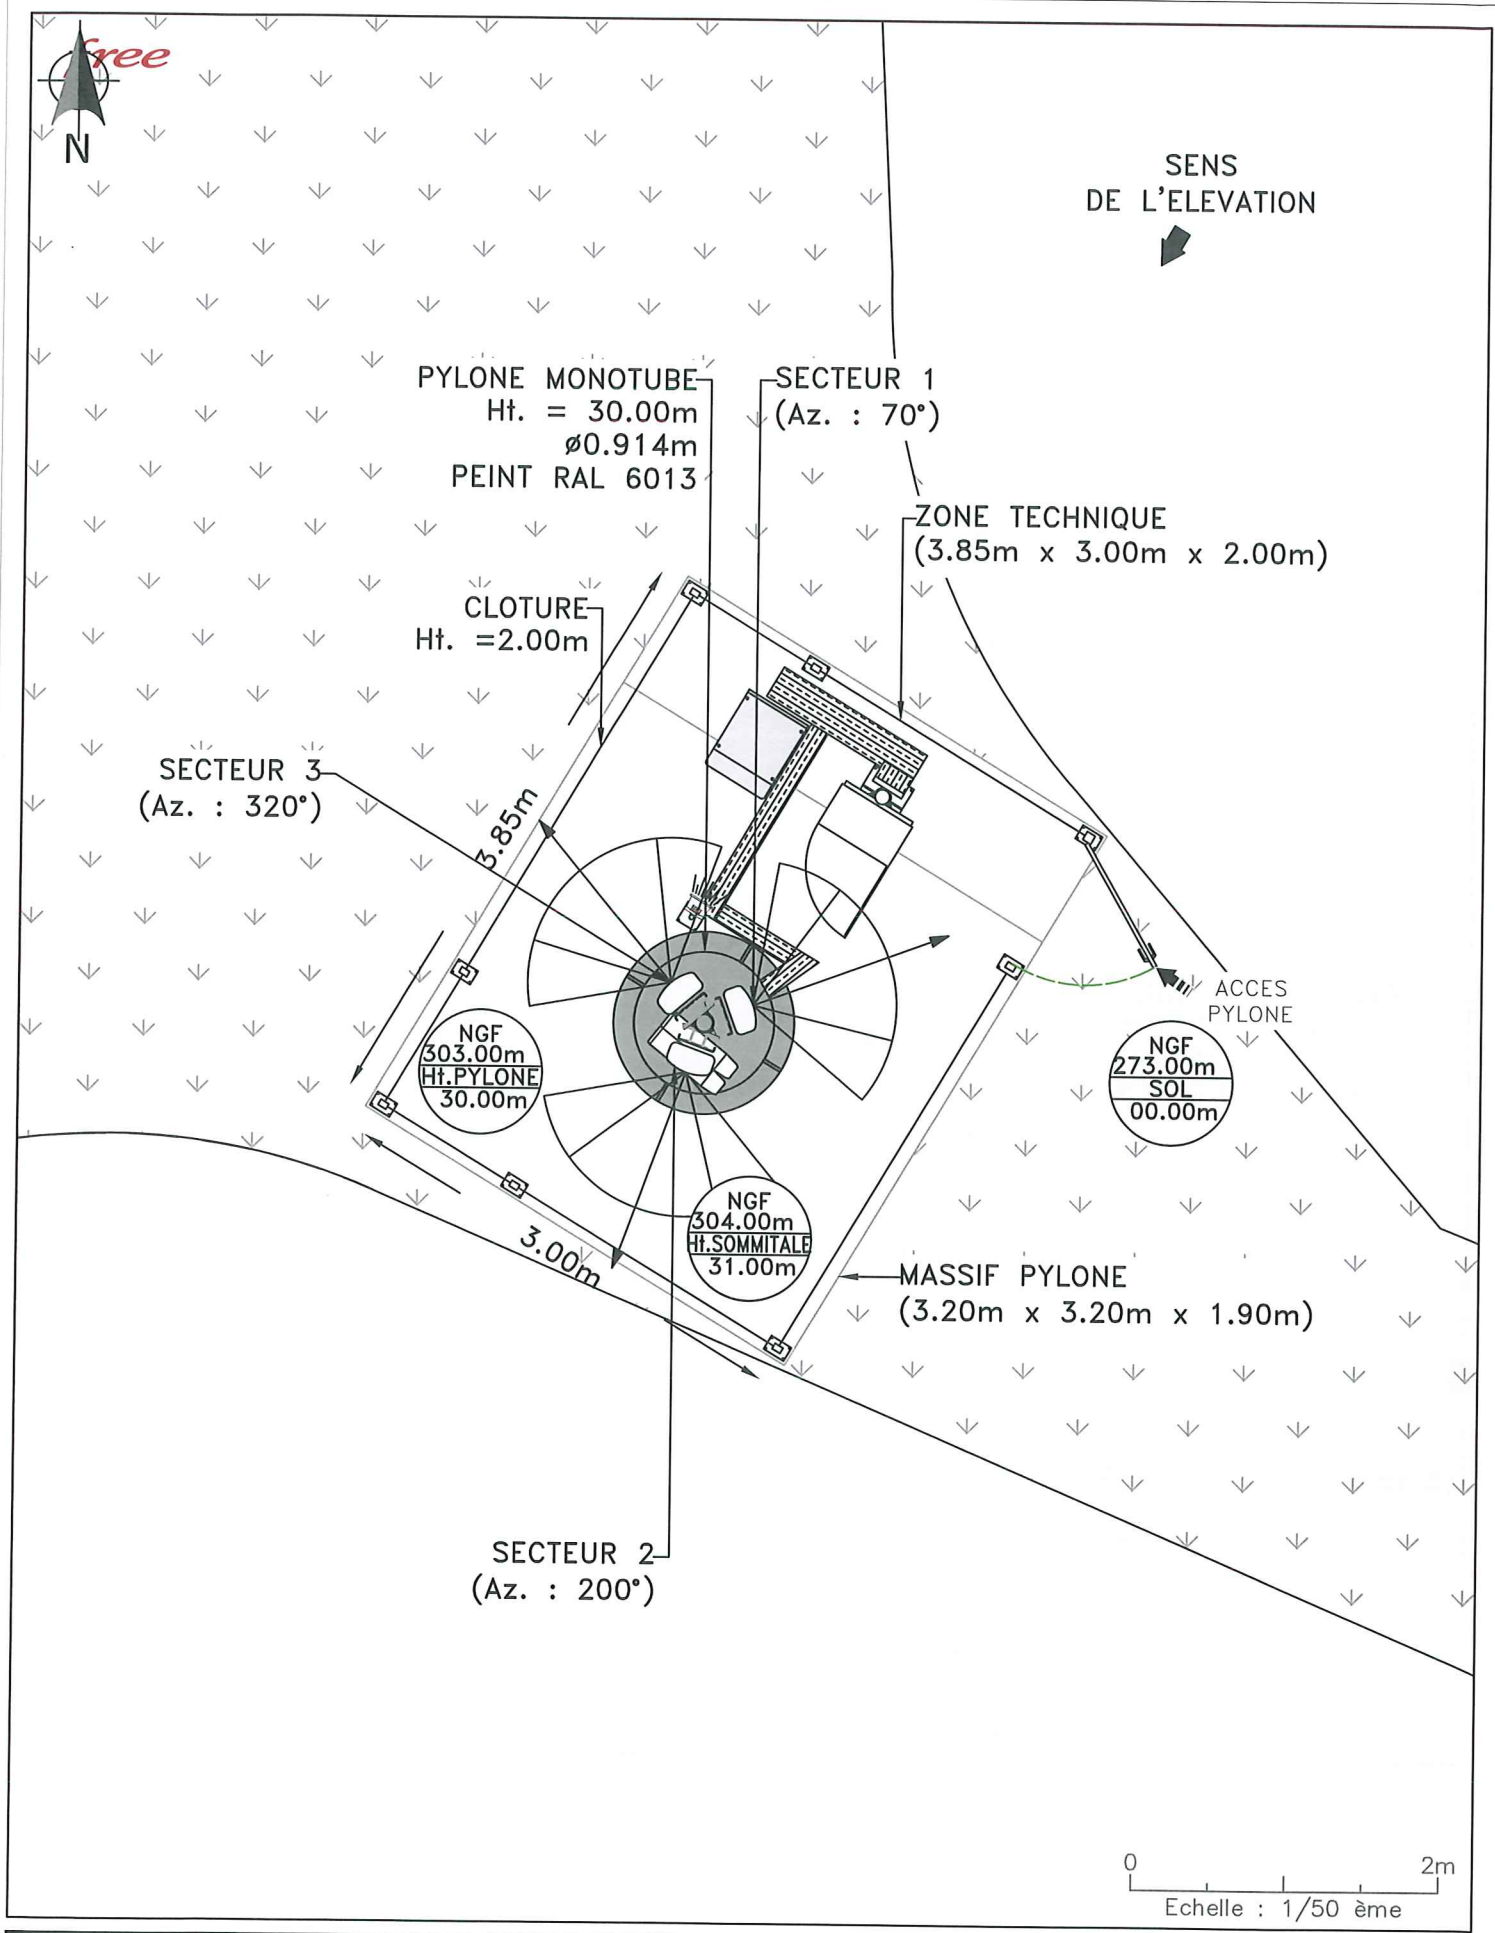 free
N
SENS
DE L'ELEVATION
PYLONE MONOTUBE
Ht. = 30.00m
ø0.914m
PEINT RAL 6013
SECTEUR 1
(Az. : 70°)
ZONE TECHNIQUE
(3.85m x 3.00m x 2.00m)
CLOTURE
Ht. =2.00m
SECTEUR 3
(Az. : 320°)
3.85m
ACCES
PYLONE
NGF
303.00m
Ht.PYLONE
30.00m
NGF
273.00m
SOL
00.00m
NGF
304.00m
Ht.SOMMITALE
31.00m
3.00m
MASSIF PYLONE
(3.20m x 3.20m x 1.90m)
SECTEUR 2
(Az. : 200°)
0 2m
Echelle : 1/50 ème